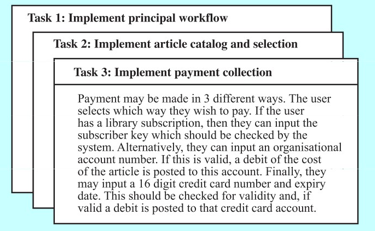 Task 1: Implement principal workflow
Task 2: Implement article catalog and selection
Task 3: Implement payment collection
Payment may be made in 3 different ways. The user
selects which way they wish to pay. If the user
has a library subscription, then they can input the
subscriber key which should be checked by the
system. Alternatively, they can input an organisational
account number. If this is valid, a debit of the cost
of the article is posted to this account. Finally, they
may input a 16 digit credit card number and expiry
date. This should be checked for validity and, if
valid a debit is posted to that credit card account.